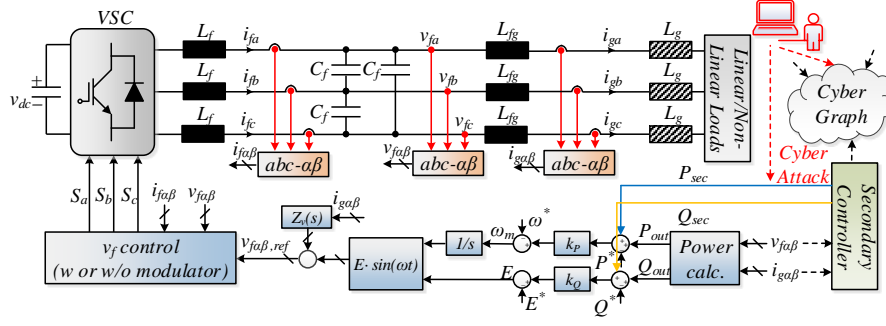 VSC
L_f
i_fa
v_fa
L_fg
i_ga
L_g
C_f
C_f
L_f
i_fb
v_fb
L_fg
i_gb
L_g
v_dc
+
−
C_f
L_f
i_fc
v_fc
L_fg
i_gc
L_g
Linear/Non-
Linear Loads
Cyber
Graph
Cyber
Attack
i_fαβ
abc-αβ
v_fαβ
abc-αβ
i_gαβ
abc-αβ
S_a
S_b
S_c
i_fαβ
v_fαβ
Z_v(s)
i_gαβ
P_sec
Q_sec
ω_m
ω*
v_f control
(w or w/o modulator)
v_fαβ,ref
E· sin(ωt)
1/s
k_P
P*
P_out
Power
calc.
v_fαβ
i_gαβ
E
E*
k_Q
Q*
Q_out
Secondary
Controller